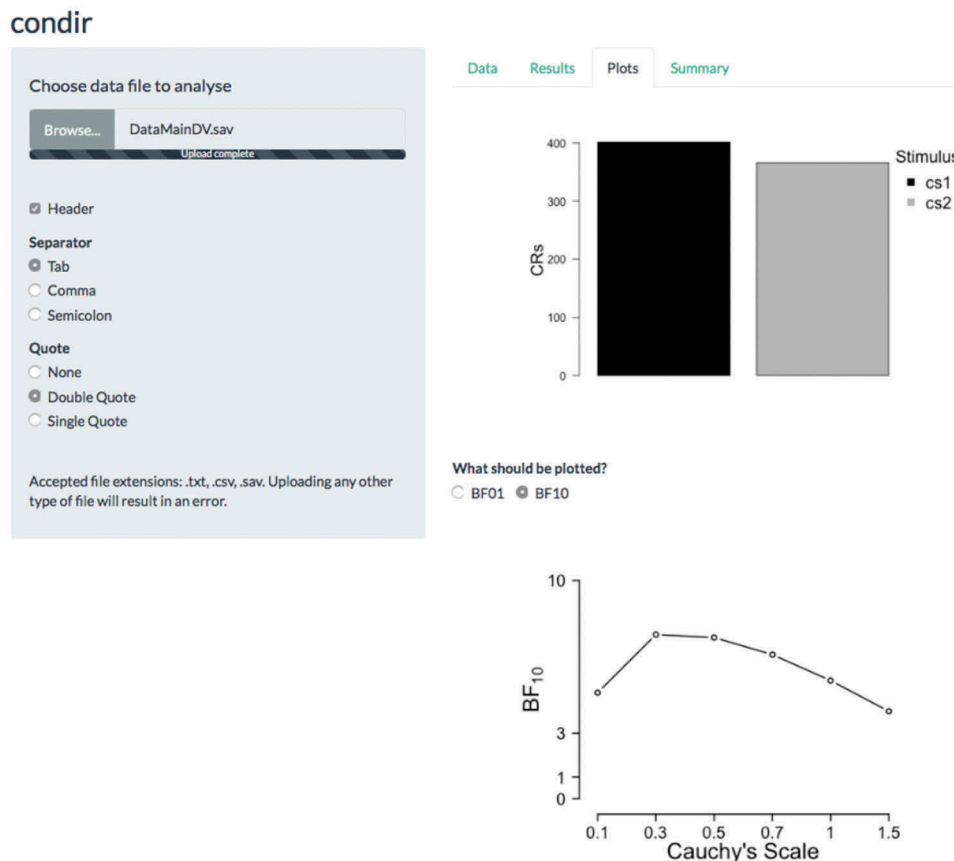 condir
Choose data file to analyse
Browse... DataMainDV.sav
Upload complete
Header
Separator
Tab
Comma
Semicolon
Quote
None
Double Quote
Single Quote
Accepted file extensions: .txt, .csv, .sav. Uploading any other
type of file will result in an error.
Data Results Plots Summary
400
300
200
100
0
CRs
Stimulus
cs1
cs2
What should be plotted?
BF01 BF10
10
3
1
0
BF10
0.1 0.3 0.5 0.7 1 1.5
Cauchy's Scale